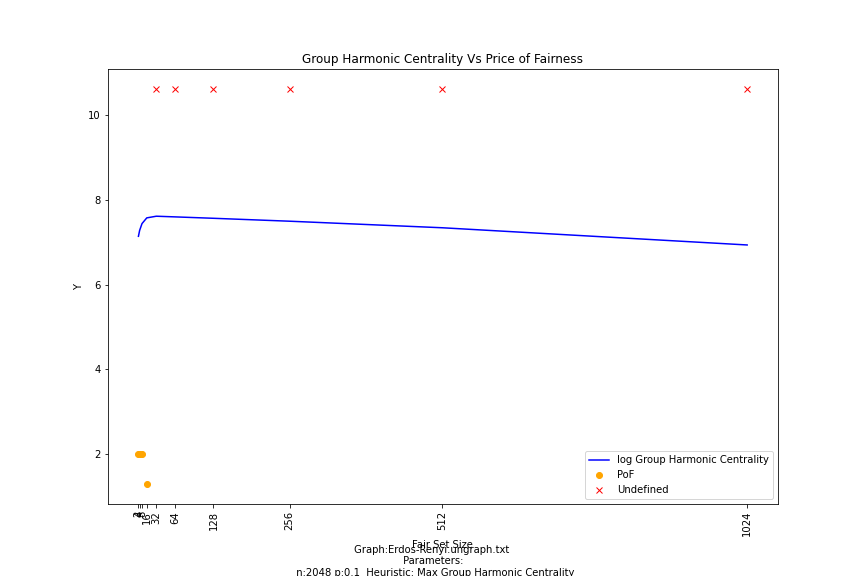 Group Harmonic Centrality Vs Price of Fairness
10
8
6
4
2
Y
log Group Harmonic Centrality
PoF
Undefined
16 32 64 128 256 512 1024
Fair Set Size
Graph:Erdos-Renyi.ungraph.txt
Parameters:
n:2048 p:0.1 Heuristic: Max Group Harmonic Centrality